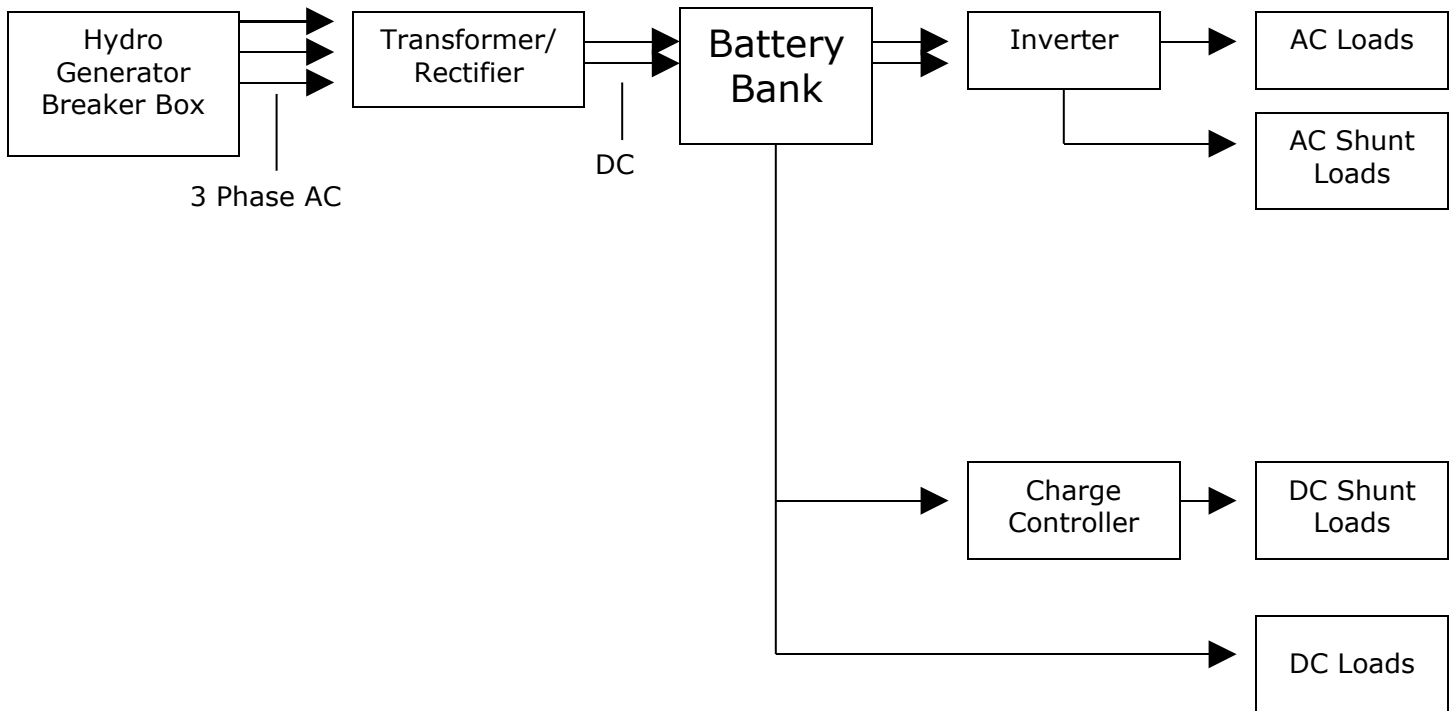 Hydro
Generator
Breaker Box
Transformer/
Rectifier
Battery
Bank
Inverter
AC Loads
AC Shunt
Loads
DC
3 Phase AC
Charge
Controller
DC Shunt
Loads
DC Loads